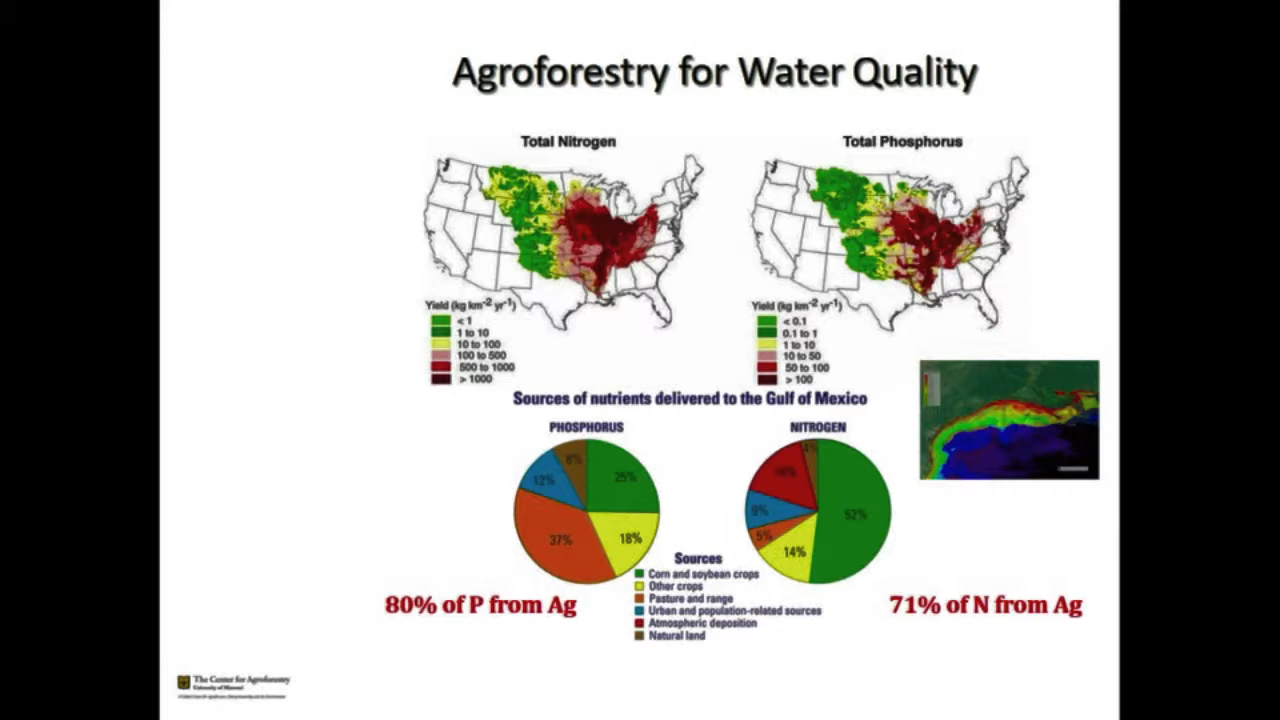 Agroforestry for Water Quality
Total Nitrogen
Total Phosphorus
Yield (kg km⁻² yr⁻¹)
< 1
1 to 10
10 to 100
100 to 500
500 to 1000
> 1000
Yield (kg km⁻² yr⁻¹)
< 0.1
0.1 to 1
1 to 10
10 to 50
50 to 100
> 100
Sources of nutrients delivered to the Gulf of Mexico
PHOSPHORUS
8%
25%
12%
37%
18%
NITROGEN
4%
16%
9%
52%
5%
14%
Sources
Corn and soybean crops
Other crops
Pasture and range
Urban and population-related sources
Atmospheric deposition
Natural land
80% of P from Ag
71% of N from Ag
The Center for Agroforestry
University of Missouri